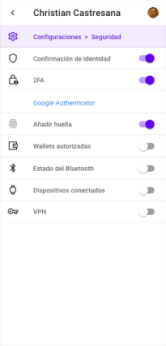 Christian Castresana
Configuraciones > Seguridad
Confirmación de identidad
2FA
Google Authenticator
Añadir huella
Wallets autorizadas
Estado del Bluetooth
Dispositivos conectados
VPN